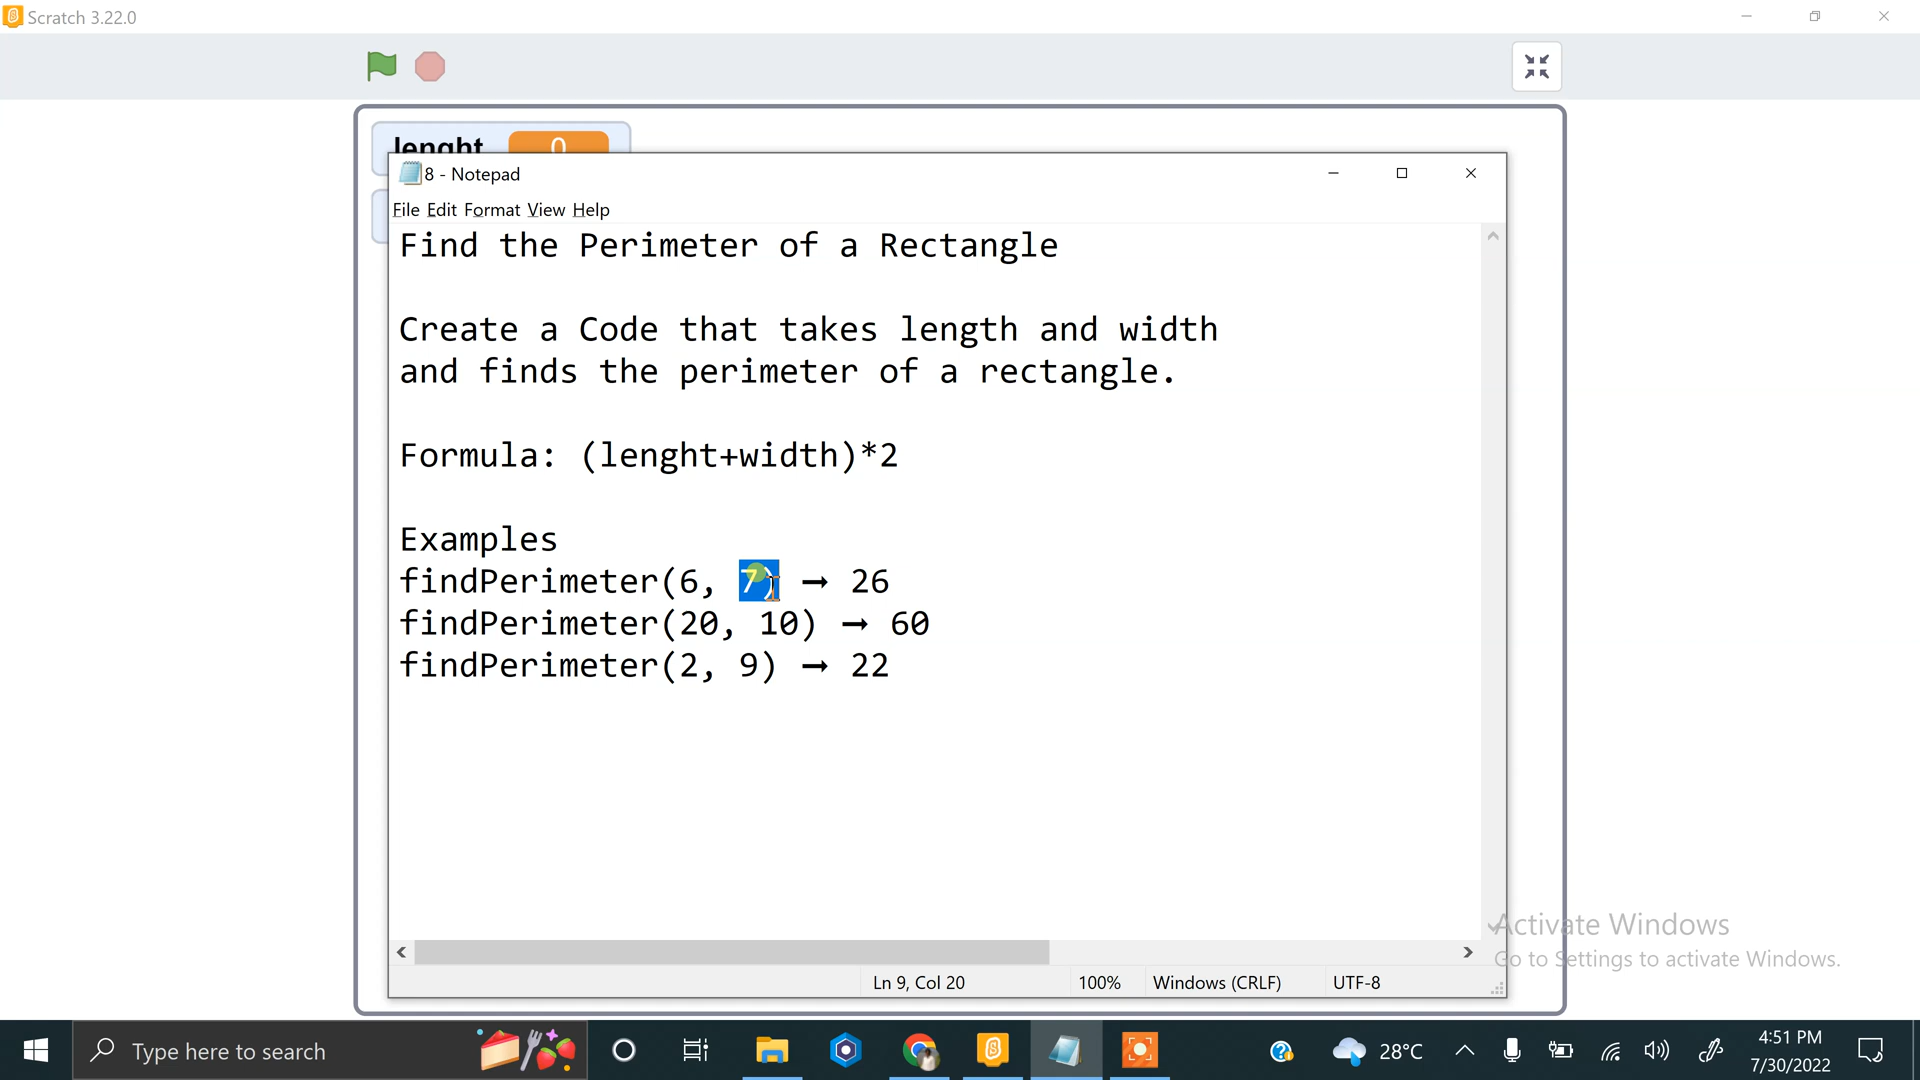 Scratch 3.22.0
lenght 0
8 - Notepad
File Edit Format View Help
Find the Perimeter of a Rectangle
Create a Code that takes length and width
and finds the perimeter of a rectangle.
Formula: (lenght+width)*2
Examples
findPerimeter(6, 7) → 26
findPerimeter(20, 10) → 60
findPerimeter(2, 9) → 22
Activate Windows
Go to Settings to activate Windows.
Ln 9, Col 20 100% Windows (CRLF) UTF-8
Type here to search
28°C
4:51 PM
7/30/2022